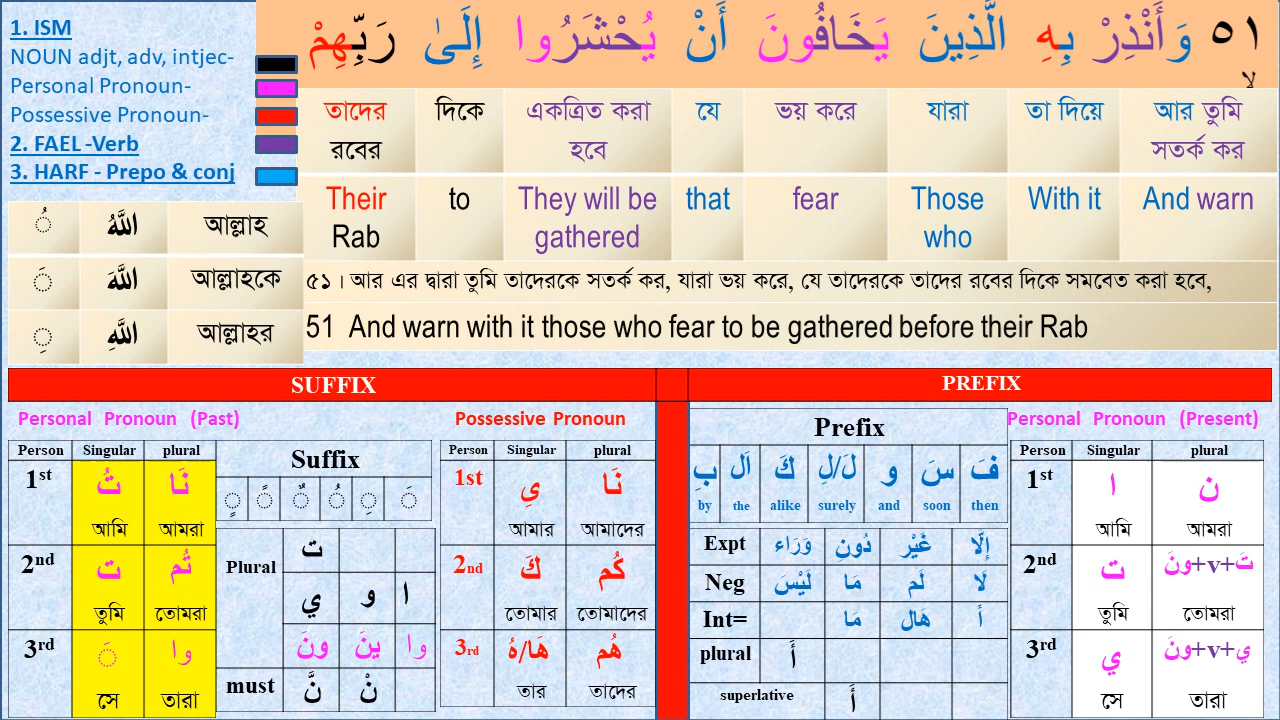 1. ISM
NOUN adjt, adv, intjec-
Personal Pronoun-
Possessive Pronoun-
2. FAEL -Verb
3. HARF - Prepo & conj
٥١ وَأَنْذِرْ بِهِ الَّذِينَ يَخَافُونَ أَنْ يُحْشَرُوا إِلَىٰ رَبِّهِمْ ۙ
তাদের রবের | দিকে | একত্রিত করা হবে | যে | ভয় করে | যারা | তা দিয়ে | আর তুমি সতর্ক কর
Their Rab | to | They will be gathered | that | fear | Those who | With it | And warn
৫১। আর এর দ্বারা তুমি তাদেরকে সতর্ক কর, যারা ভয় করে, যে তাদেরকে তাদের রবের দিকে সমবেত করা হবে,
51 And warn with it those who fear to be gathered before their Rab
ُ اللَّهُ আল্লাহ
َ اللَّهَ আল্লাহকে
ِ اللَّهِ আল্লাহর
SUFFIX
Personal Pronoun (Past)
Person Singular plural
1st تُ نَا
আমি আমরা
2nd ت تُم
তুমি তোমরা
3rd َ وا
সে তারা
Suffix
ٍ ً ٌ ُ ِ َ
Plural ت
ي و ا
ونَ ينَ وا
must نَّ نْ
Possessive Pronoun
Person Singular plural
1st ي نَا
আমার আমাদের
2nd كَ كُم
তোমার তোমাদের
3rd هَا/هُ هُم
তার তাদের
PREFIX
Prefix
بِ اَل كَ لَ/لِ و سَ فَ
by the alike surely and soon then
Expt وَرَاء دُونِ غَيْر إِلَّا
Neg لَيْسَ مَا لَم لَا
Int= مَا هَال أَ
plural أَ
superlative أَ
Personal Pronoun (Present)
Person Singular plural
1st ا ن
আমি আমরা
2nd ت تَ+v+ونَ
তুমি তোমরা
3rd ي ي+v+ونَ
সে তারা